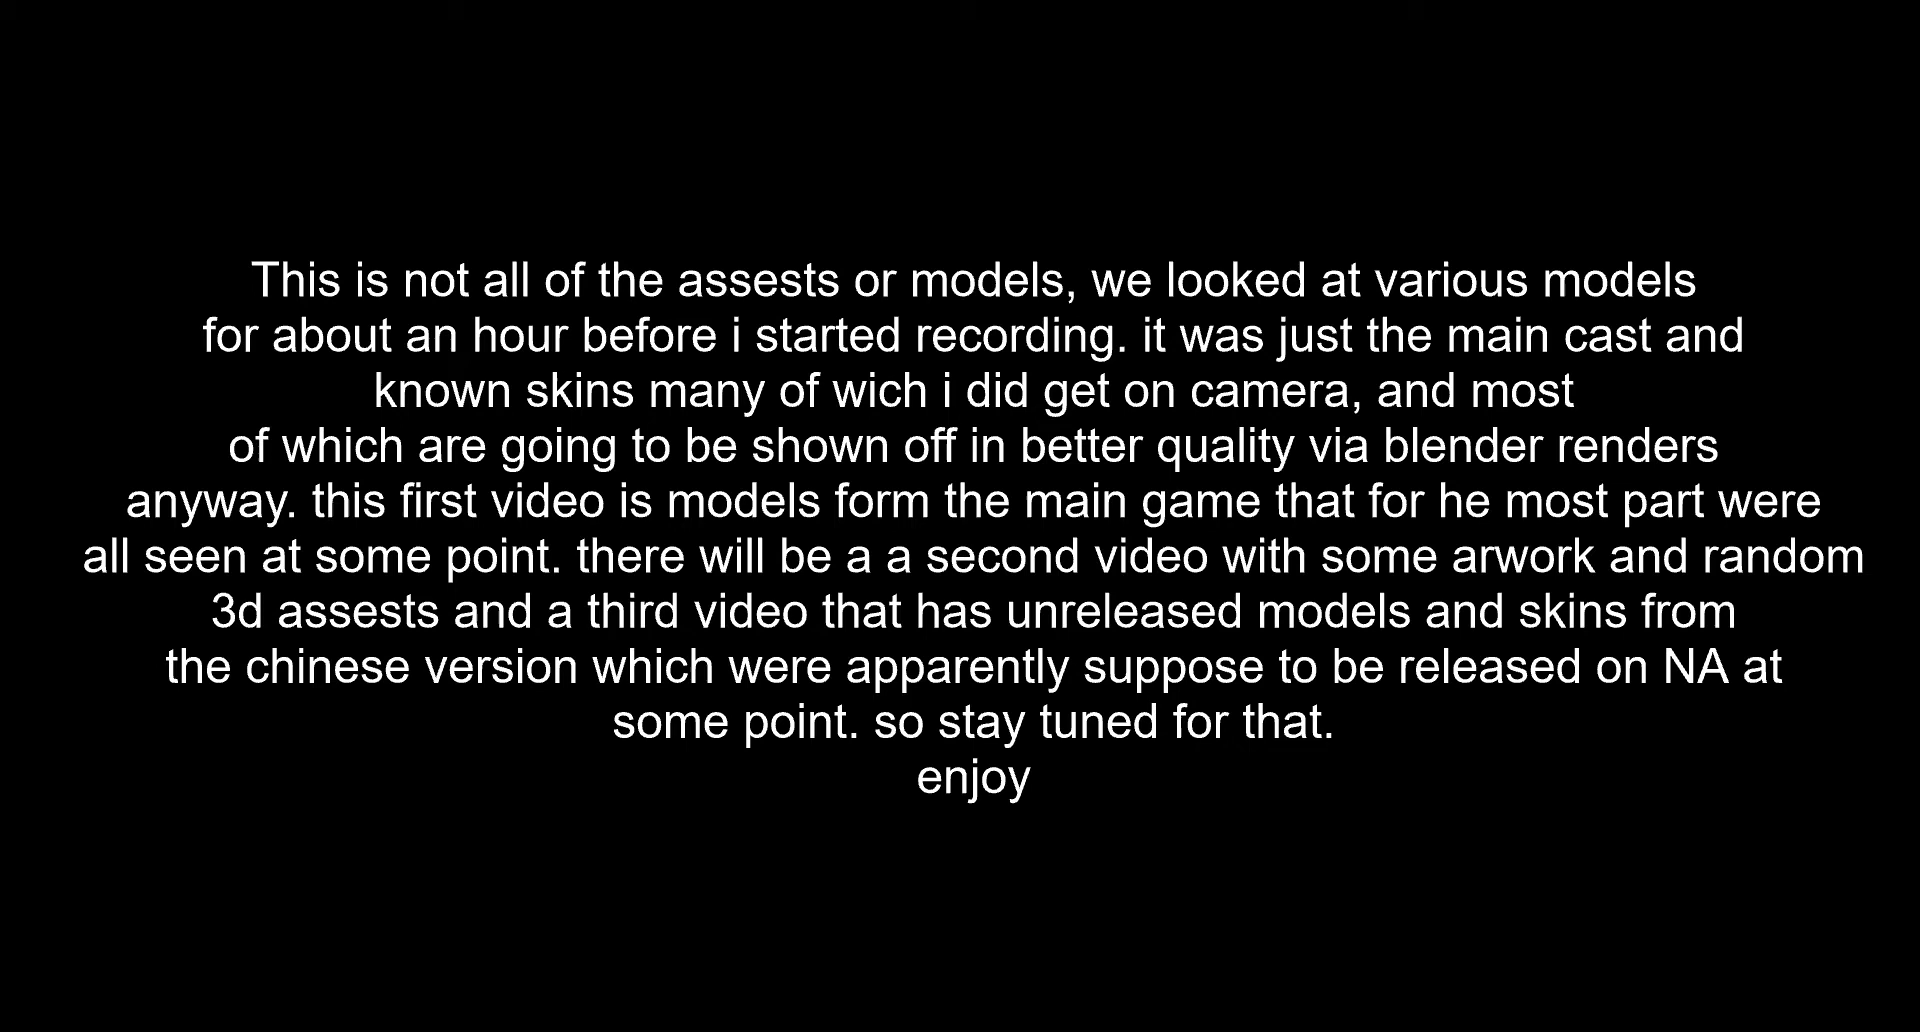 This is not all of the assests or models, we looked at various models
for about an hour before i started recording. it was just the main cast and
known skins many of wich i did get on camera, and most
of which are going to be shown off in better quality via blender renders
anyway. this first video is models form the main game that for he most part were
all seen at some point. there will be a a second video with some arwork and random
3d assests and a third video that has unreleased models and skins from
the chinese version which were apparently suppose to be released on NA at
some point. so stay tuned for that.
enjoy